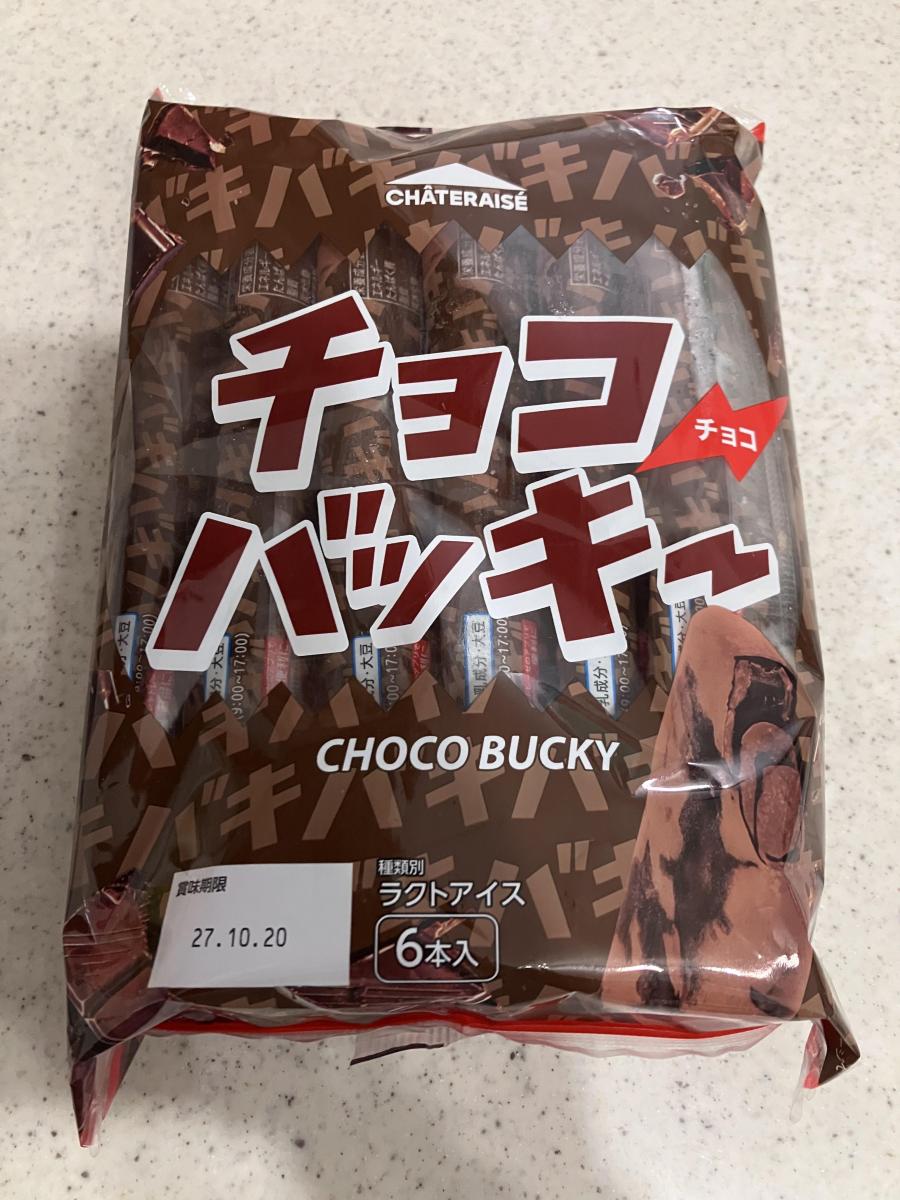 CHÂTERAISÉ
チョコ
バッキー
チョコ
CHOCO BUCKY
賞味期限
27.10.20
種類別
ラクトアイス
6本入